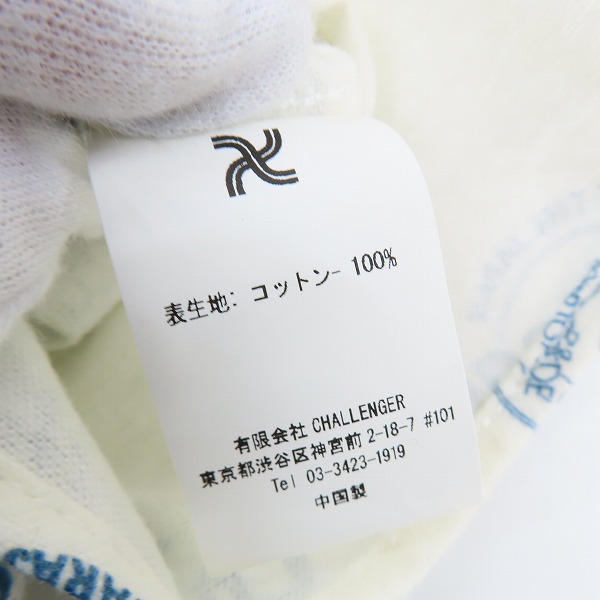 表生地: コットン- 100%
有限会社 CHALLENGER
東京都渋谷区神宮前 2-18-7 #101
Tel 03-3423-1919
中国製